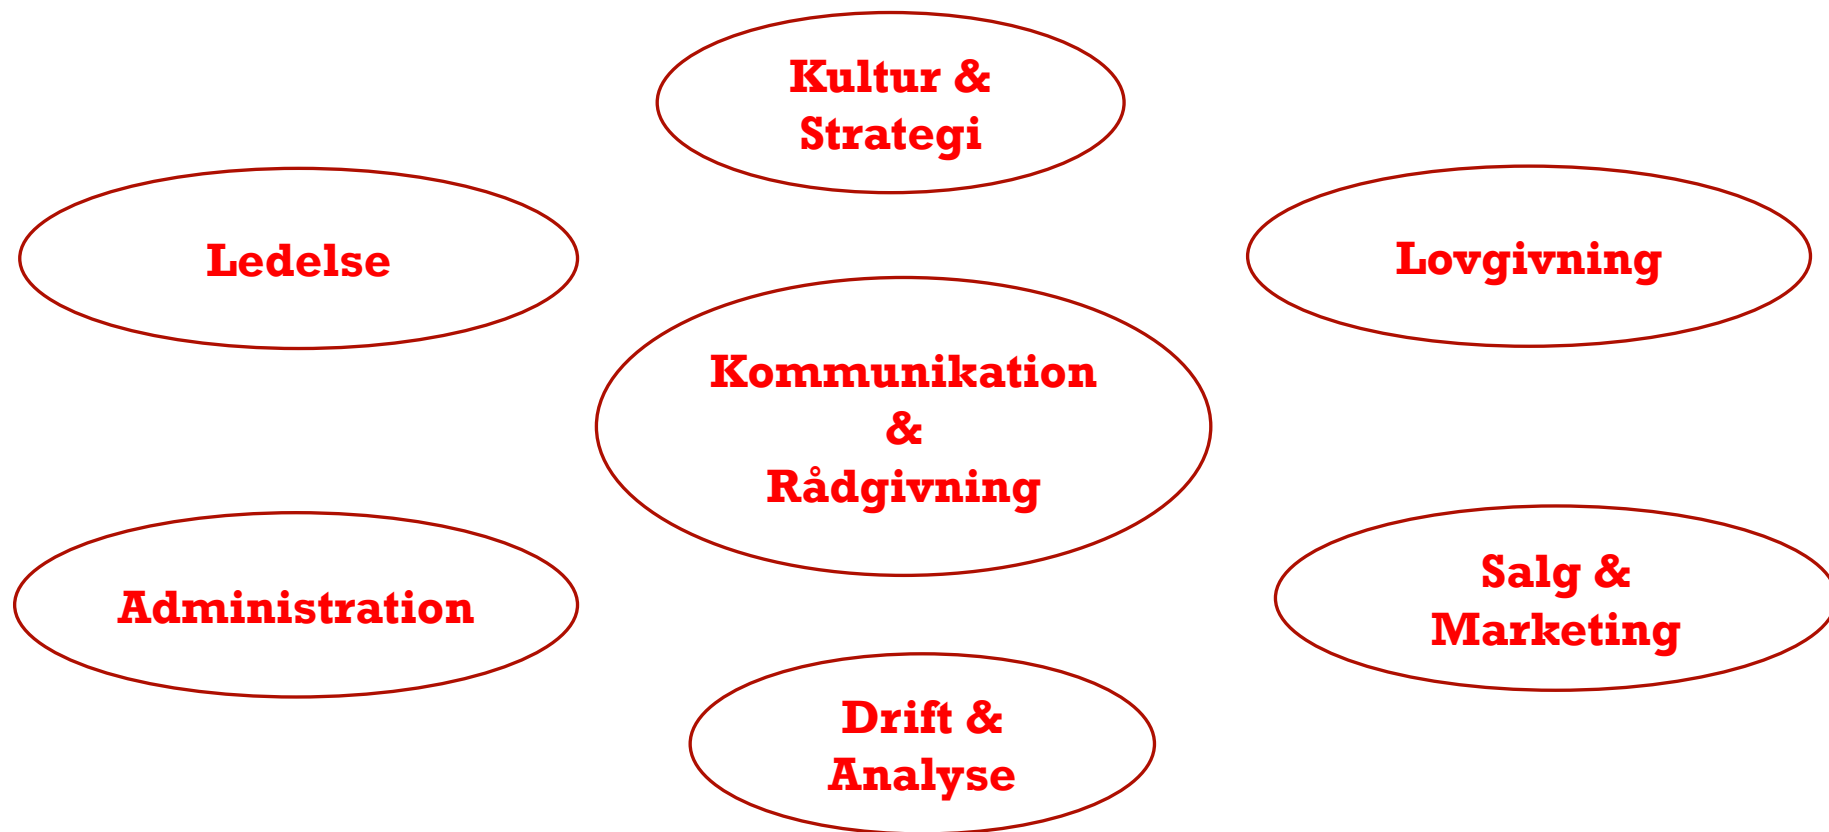 Kultur &
Strategi
Ledelse
Lovgivning
Kommunikation
&
Rådgivning
Administration
Salg &
Marketing
Drift &
Analyse